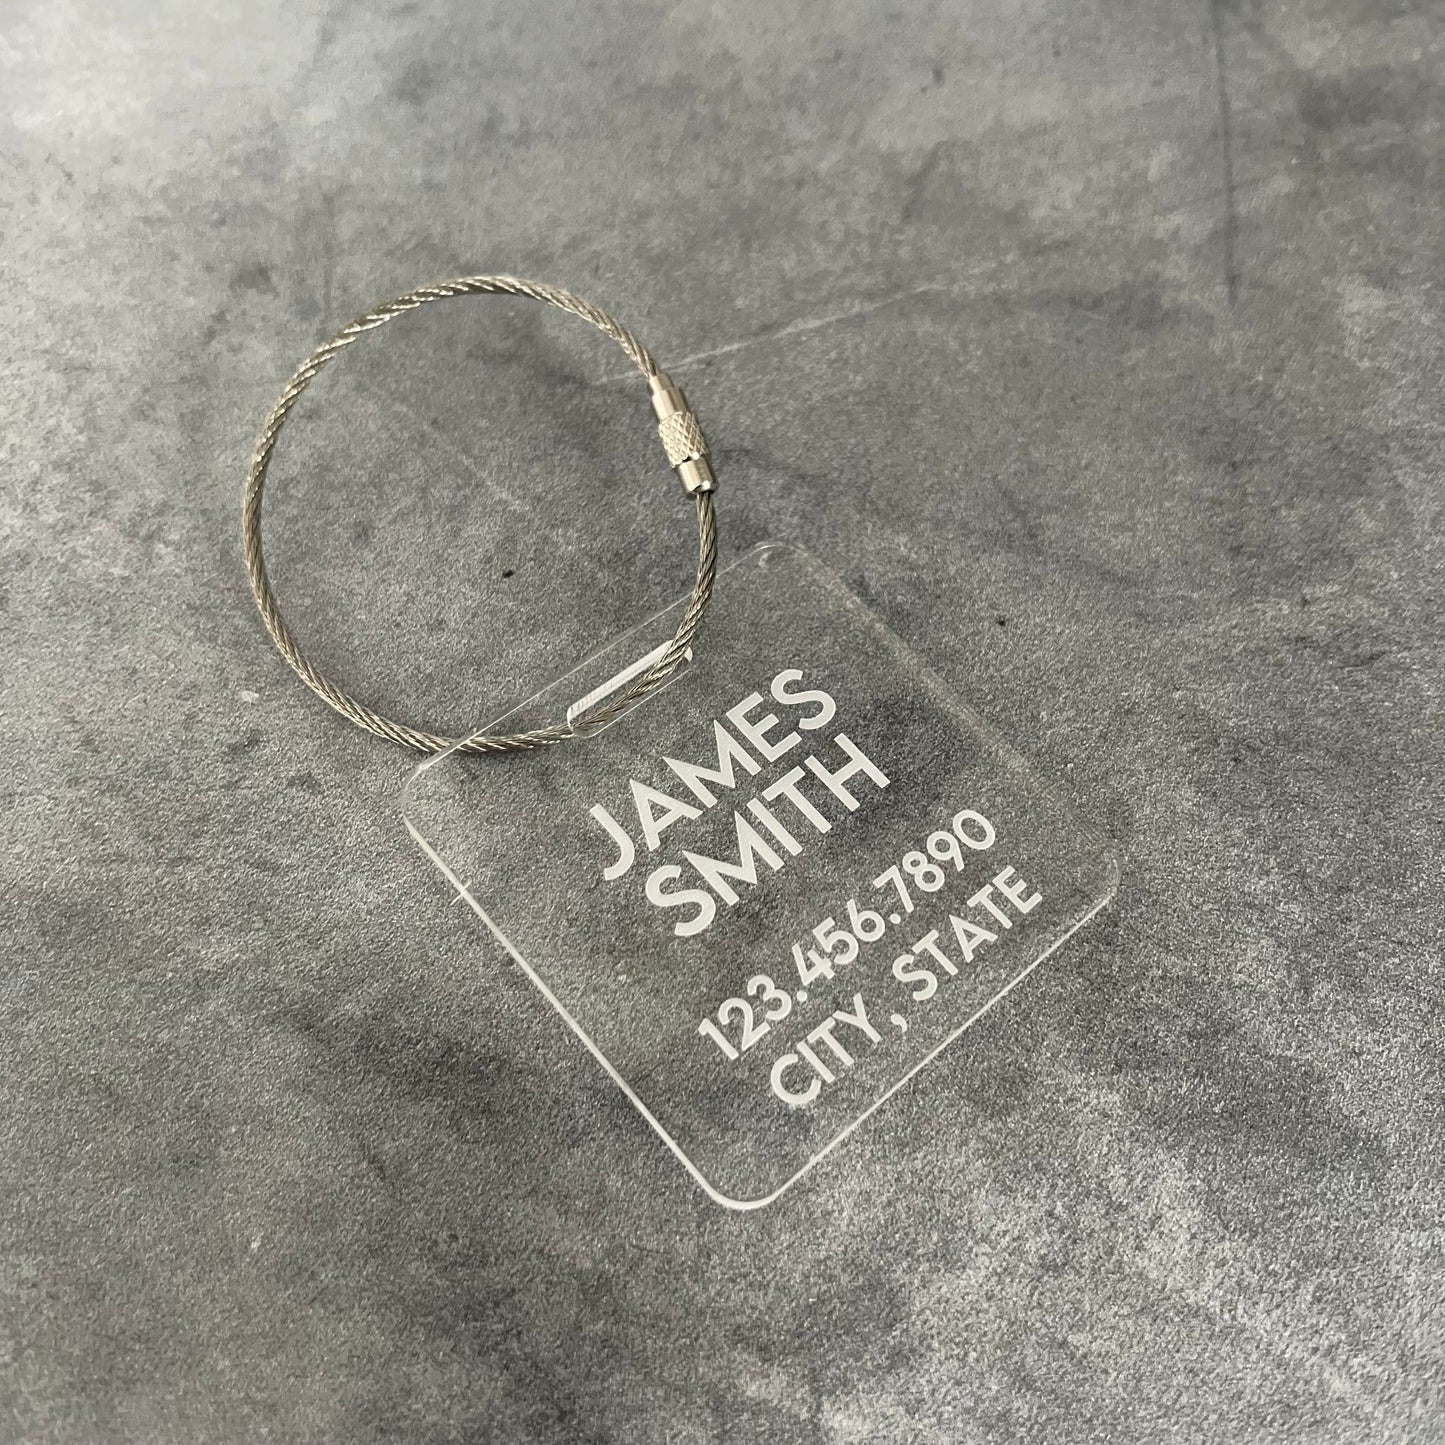 JAMES
SMITH
123.456.7890
CITY, STATE